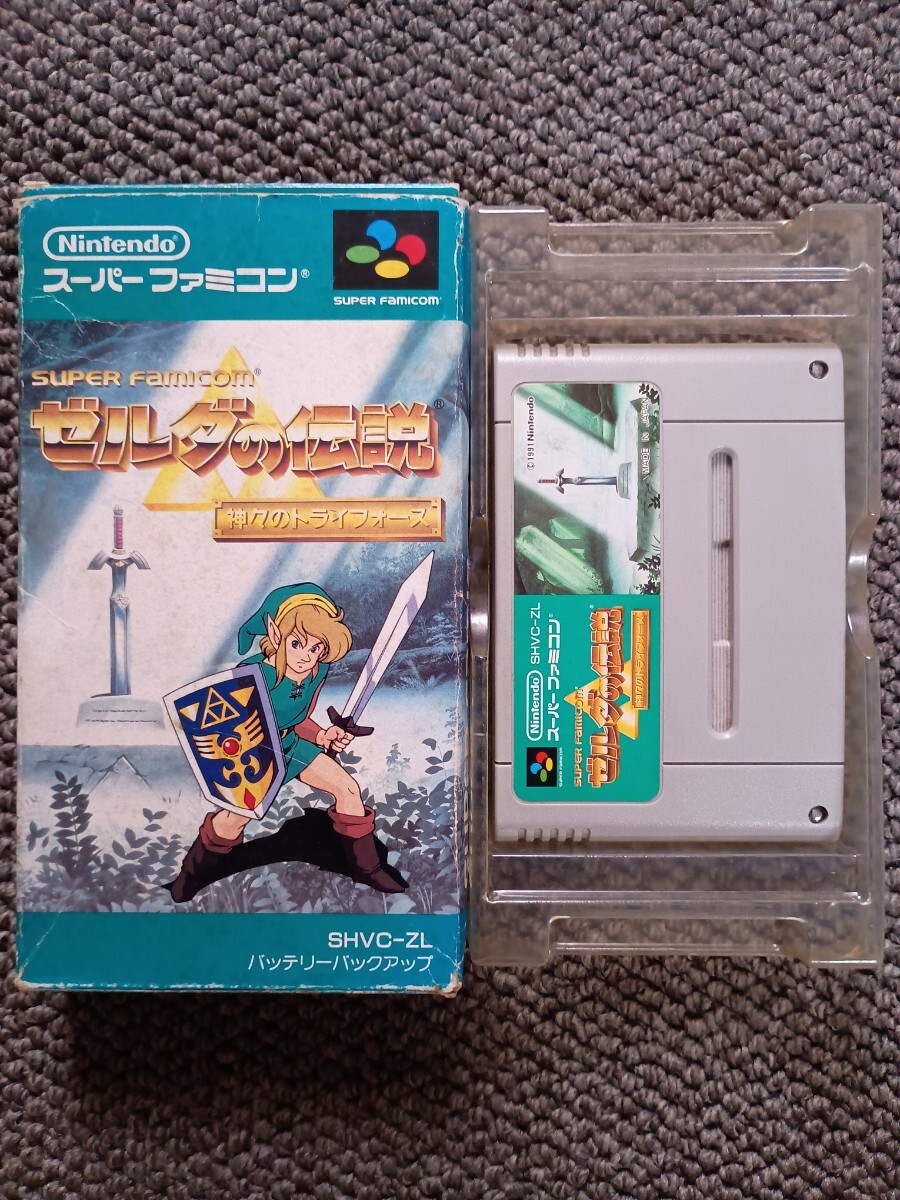 Nintendo
スーパーファミコン®
SUPER FAMICOM
SUPER FAMICOM®
ゼルダの伝説®
神々のトライフォース
SHVC-ZL
バッテリーバックアップ
© 1991 Nintendo
MADE IN JAPAN
Nintendo SHVC-ZL
スーパーファミコン®
SUPER FAMICOM
SUPER FAMICOM®
ゼルダの伝説®
神々のトライフォース